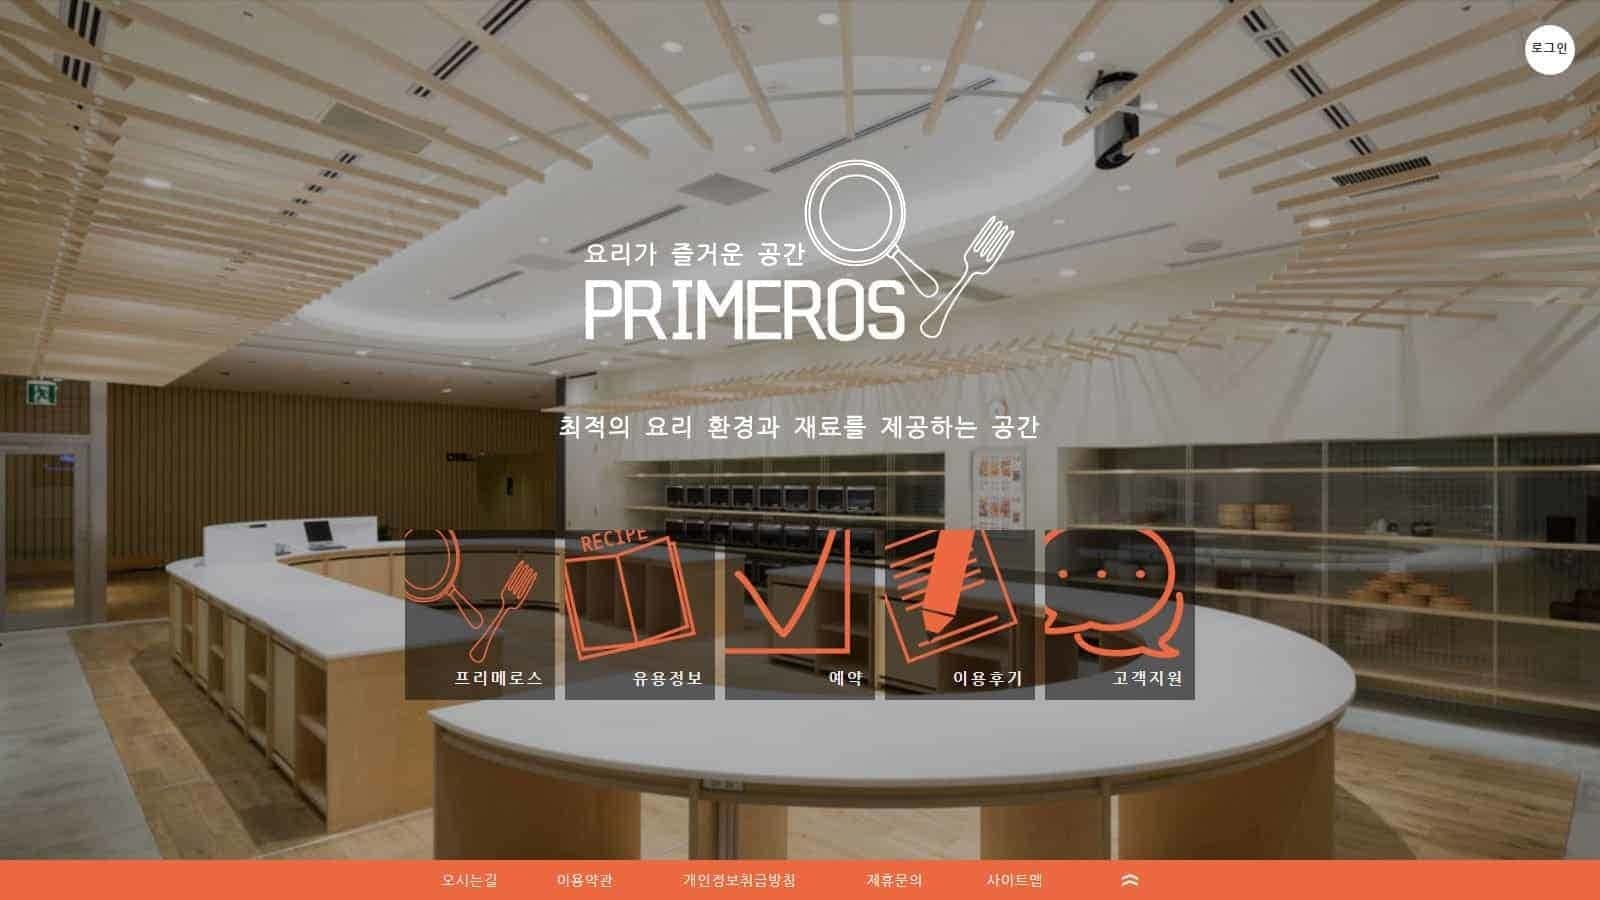 로그인
요리가 즐거운 공간
PRIMEROS
최적의 요리 환경과 재료를 제공하는 공간
RECIPE
프리메로스
유용정보
예약
이용후기
고객지원
오시는길
이용약관
개인정보취급방침
제휴문의
사이트맵